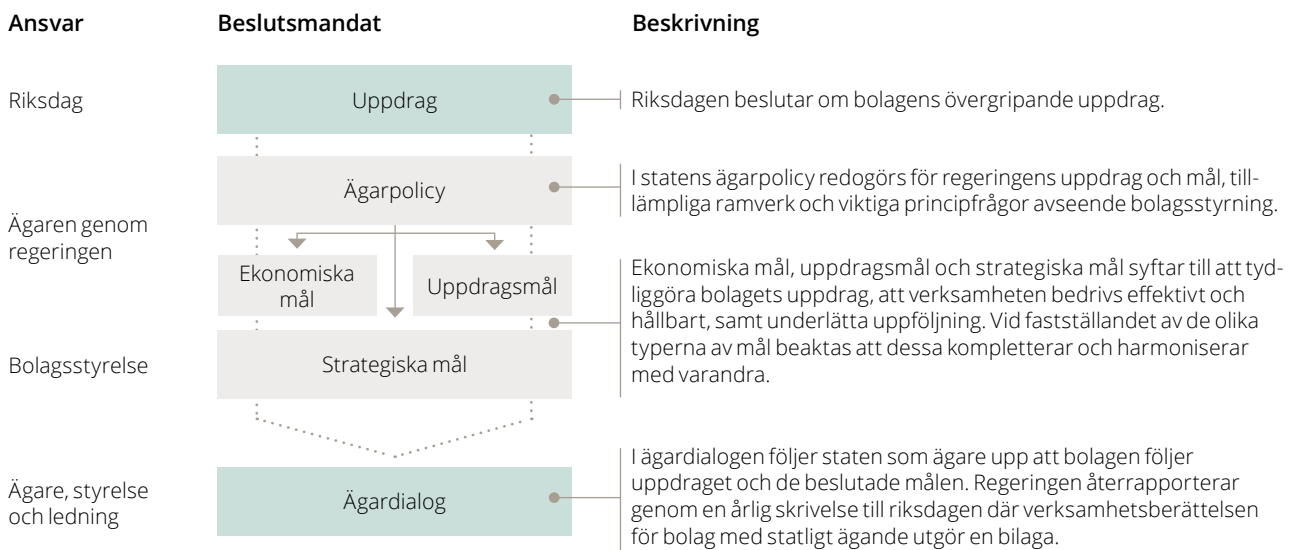 Ansvar
Beslutsmandat
Beskrivning
Riksdag
Uppdrag
Riksdagen beslutar om bolagens övergripande uppdrag.
Ägaren genom
regeringen
Ägarpolicy
I statens ägarpolicy redogörs för regeringens uppdrag och mål, till-
lämpliga ramverk och viktiga principfrågor avseende bolagsstyrning.
Ekonomiska
mål
Uppdragsmål
Ekonomiska mål, uppdragsmål och strategiska mål syftar till att tyd-
liggöra bolagets uppdrag, att verksamheten bedrivs effektivt och
hållbart, samt underlätta uppföljning. Vid fastställandet av de olika
typerna av mål beaktas att dessa kompletterar och harmoniserar
med varandra.
Bolagsstyrelse
Strategiska mål
Ägare, styrelse
och ledning
Ägardialog
I ägardialogen följer staten som ägare upp att bolagen följer
uppdraget och de beslutade målen. Regeringen återrapporterar
genom en årlig skrivelse till riksdagen där verksamhetsberättelsen
för bolag med statligt ägande utgör en bilaga.